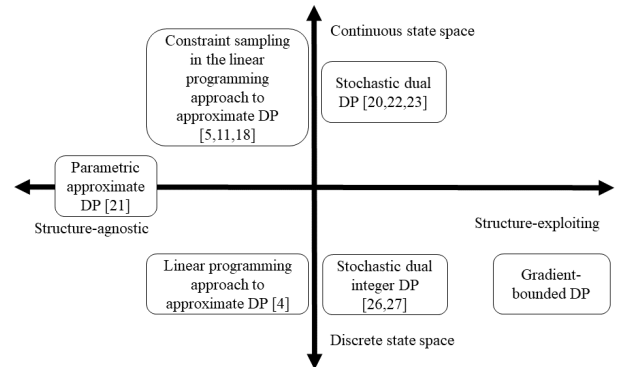 Continuous state space
Constraint sampling
in the linear
programming
approach to
approximate DP
[5,11,18]
Stochastic dual
DP [20,22,23]
Parametric
approximate
DP [21]
Structure-agnostic
Structure-exploiting
Linear programming
approach to
approximate DP [4]
Stochastic dual
integer DP
[26,27]
Gradient-
bounded DP
Discrete state space